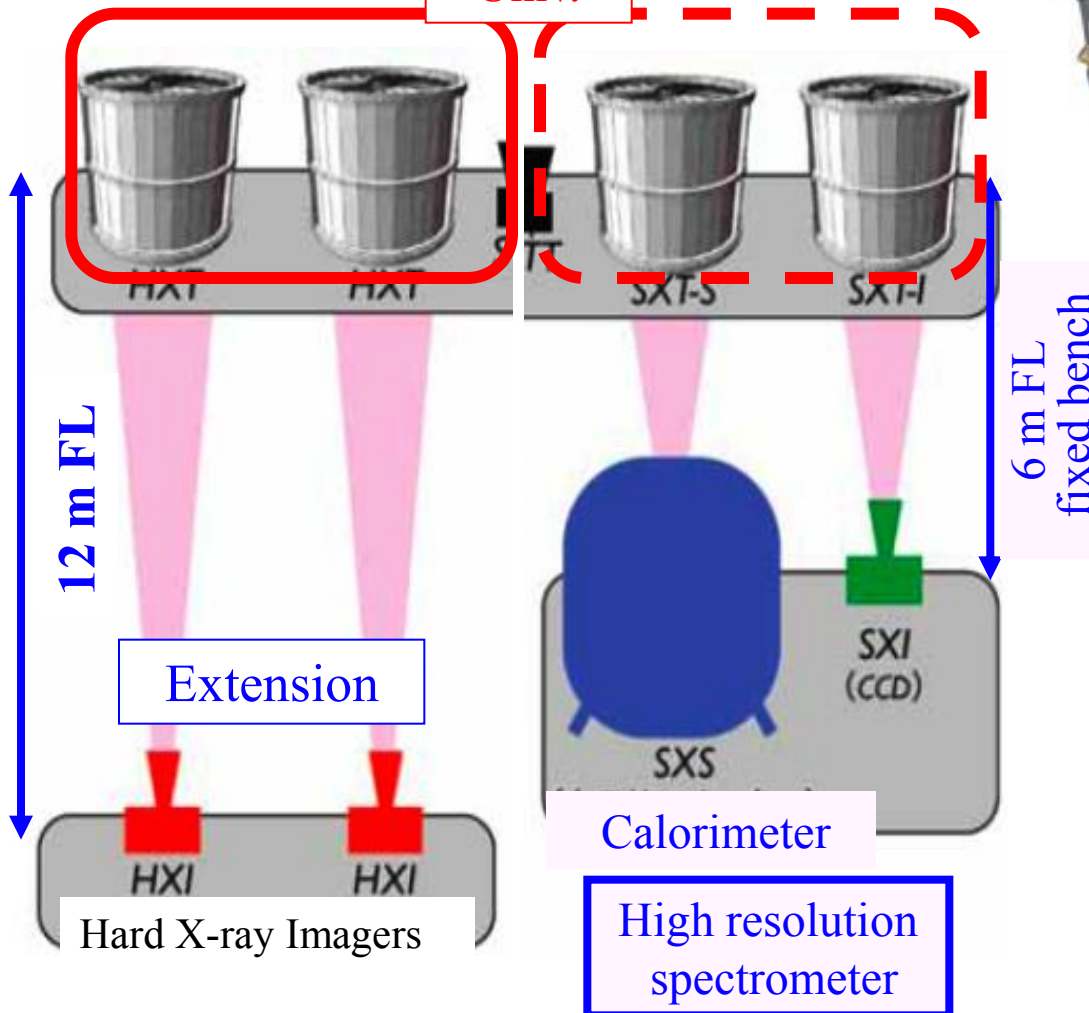 Univ.
HXT
HXT
SXT-S
SXT-I
12 m FL
6 m FL
fixed bench
Extension
SXI
(CCD)
SXS
Calorimeter
HXI
HXI
Hard X-ray Imagers
High resolution
spectrometer